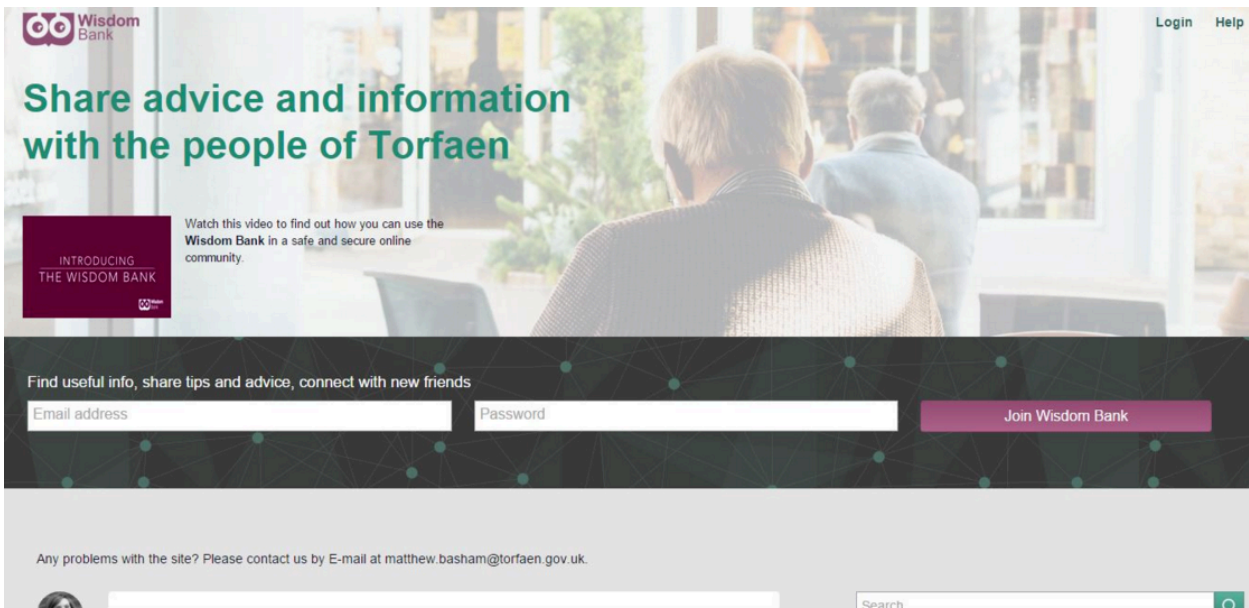 Wisdom
Bank
Login Help
Share advice and information
with the people of Torfaen
Watch this video to find out how you can use the
Wisdom Bank in a safe and secure online
community.
INTRODUCING
THE WISDOM BANK
Wisdom
Bank
Find useful info, share tips and advice, connect with new friends
Email address
Password
Join Wisdom Bank
Any problems with the site? Please contact us by E-mail at matthew.basham@torfaen.gov.uk.
Search